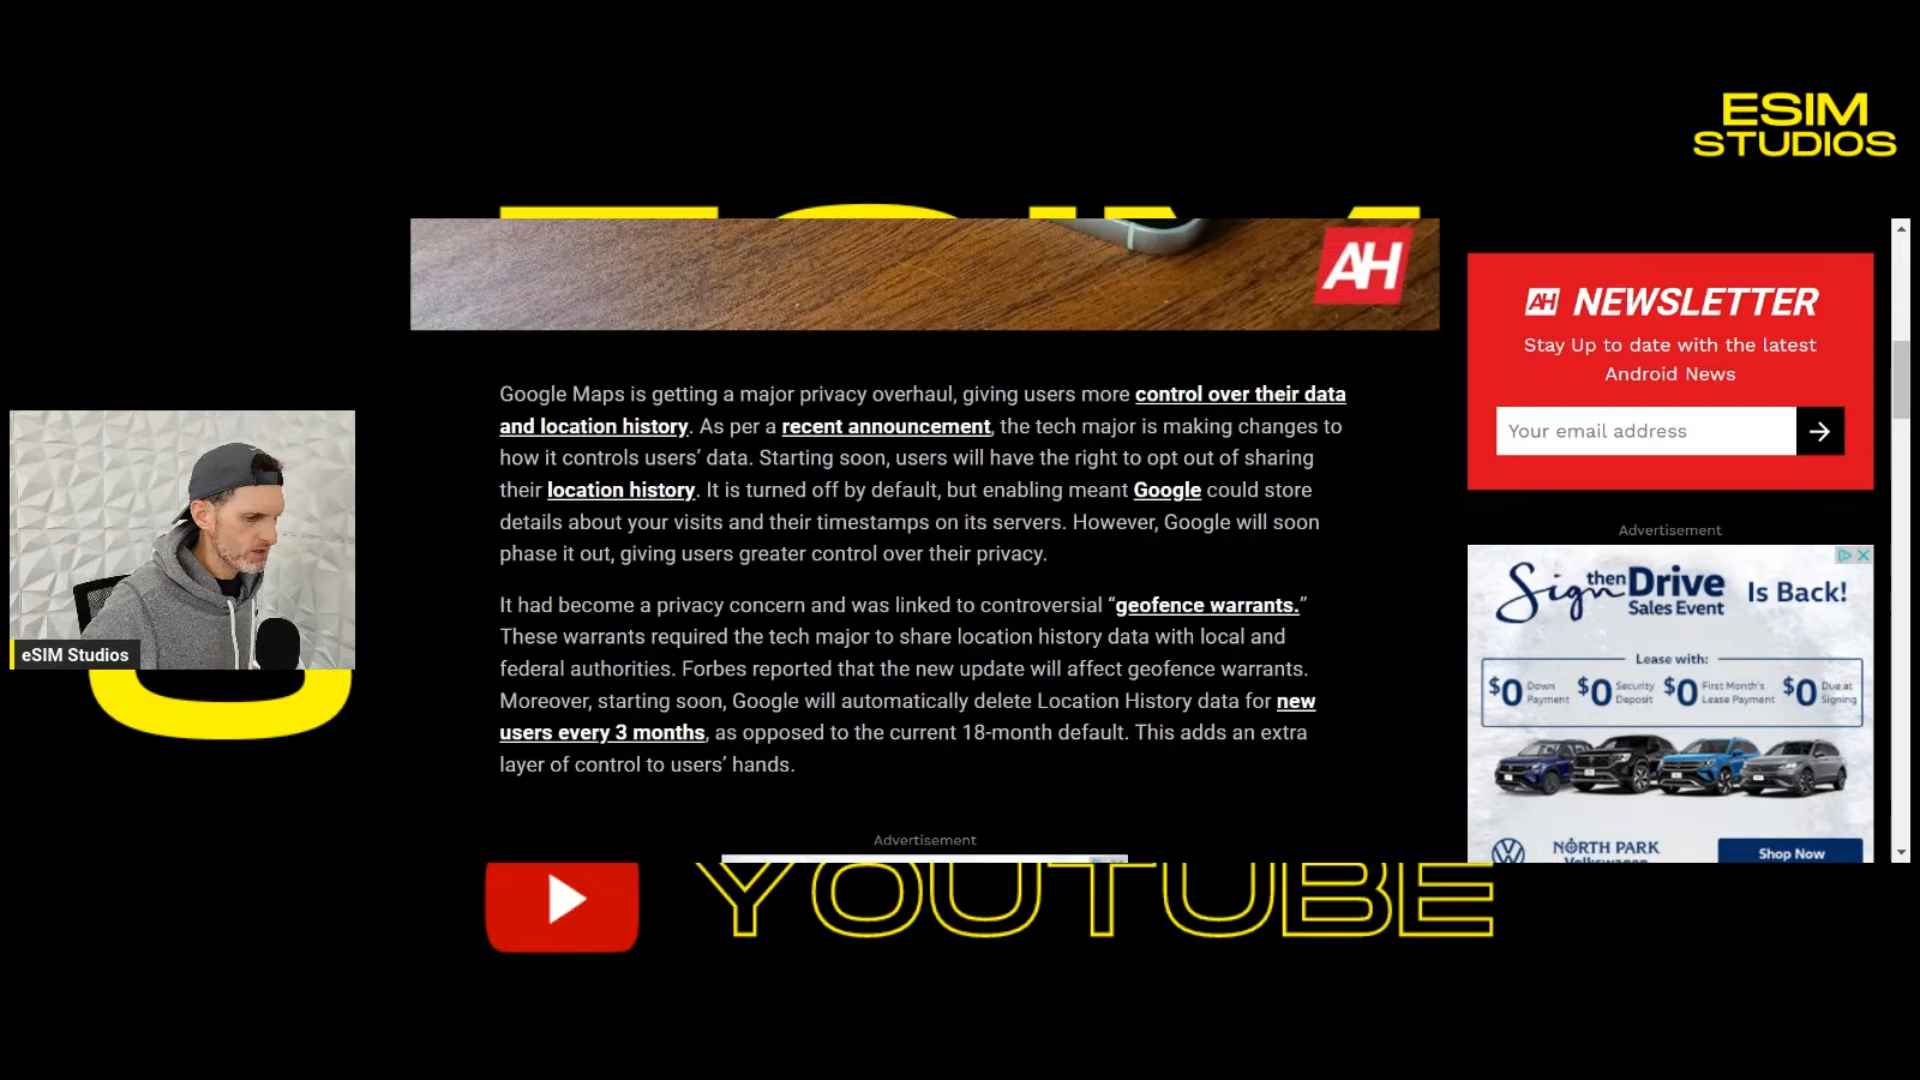 ESIM
STUDIOS
AH
AH NEWSLETTER
Stay Up to date with the latest
Android News
Your email address
Google Maps is getting a major privacy overhaul, giving users more control over their data
and location history. As per a recent announcement, the tech major is making changes to
how it controls users’ data. Starting soon, users will have the right to opt out of sharing
their location history. It is turned off by default, but enabling meant Google could store
details about your visits and their timestamps on its servers. However, Google will soon
phase it out, giving users greater control over their privacy.
It had become a privacy concern and was linked to controversial “geofence warrants.”
These warrants required the tech major to share location history data with local and
federal authorities. Forbes reported that the new update will affect geofence warrants.
Moreover, starting soon, Google will automatically delete Location History data for new
users every 3 months, as opposed to the current 18-month default. This adds an extra
layer of control to users’ hands.
Advertisement
eSIM Studios
Advertisement
Sign then Drive Is Back!
Sales Event
Lease with:
$0 Down Payment $0 Security Deposit $0 First Month's Lease Payment $0 Due at Signing
NORTH PARK
Volkswagen
Shop Now
YOUTUBE